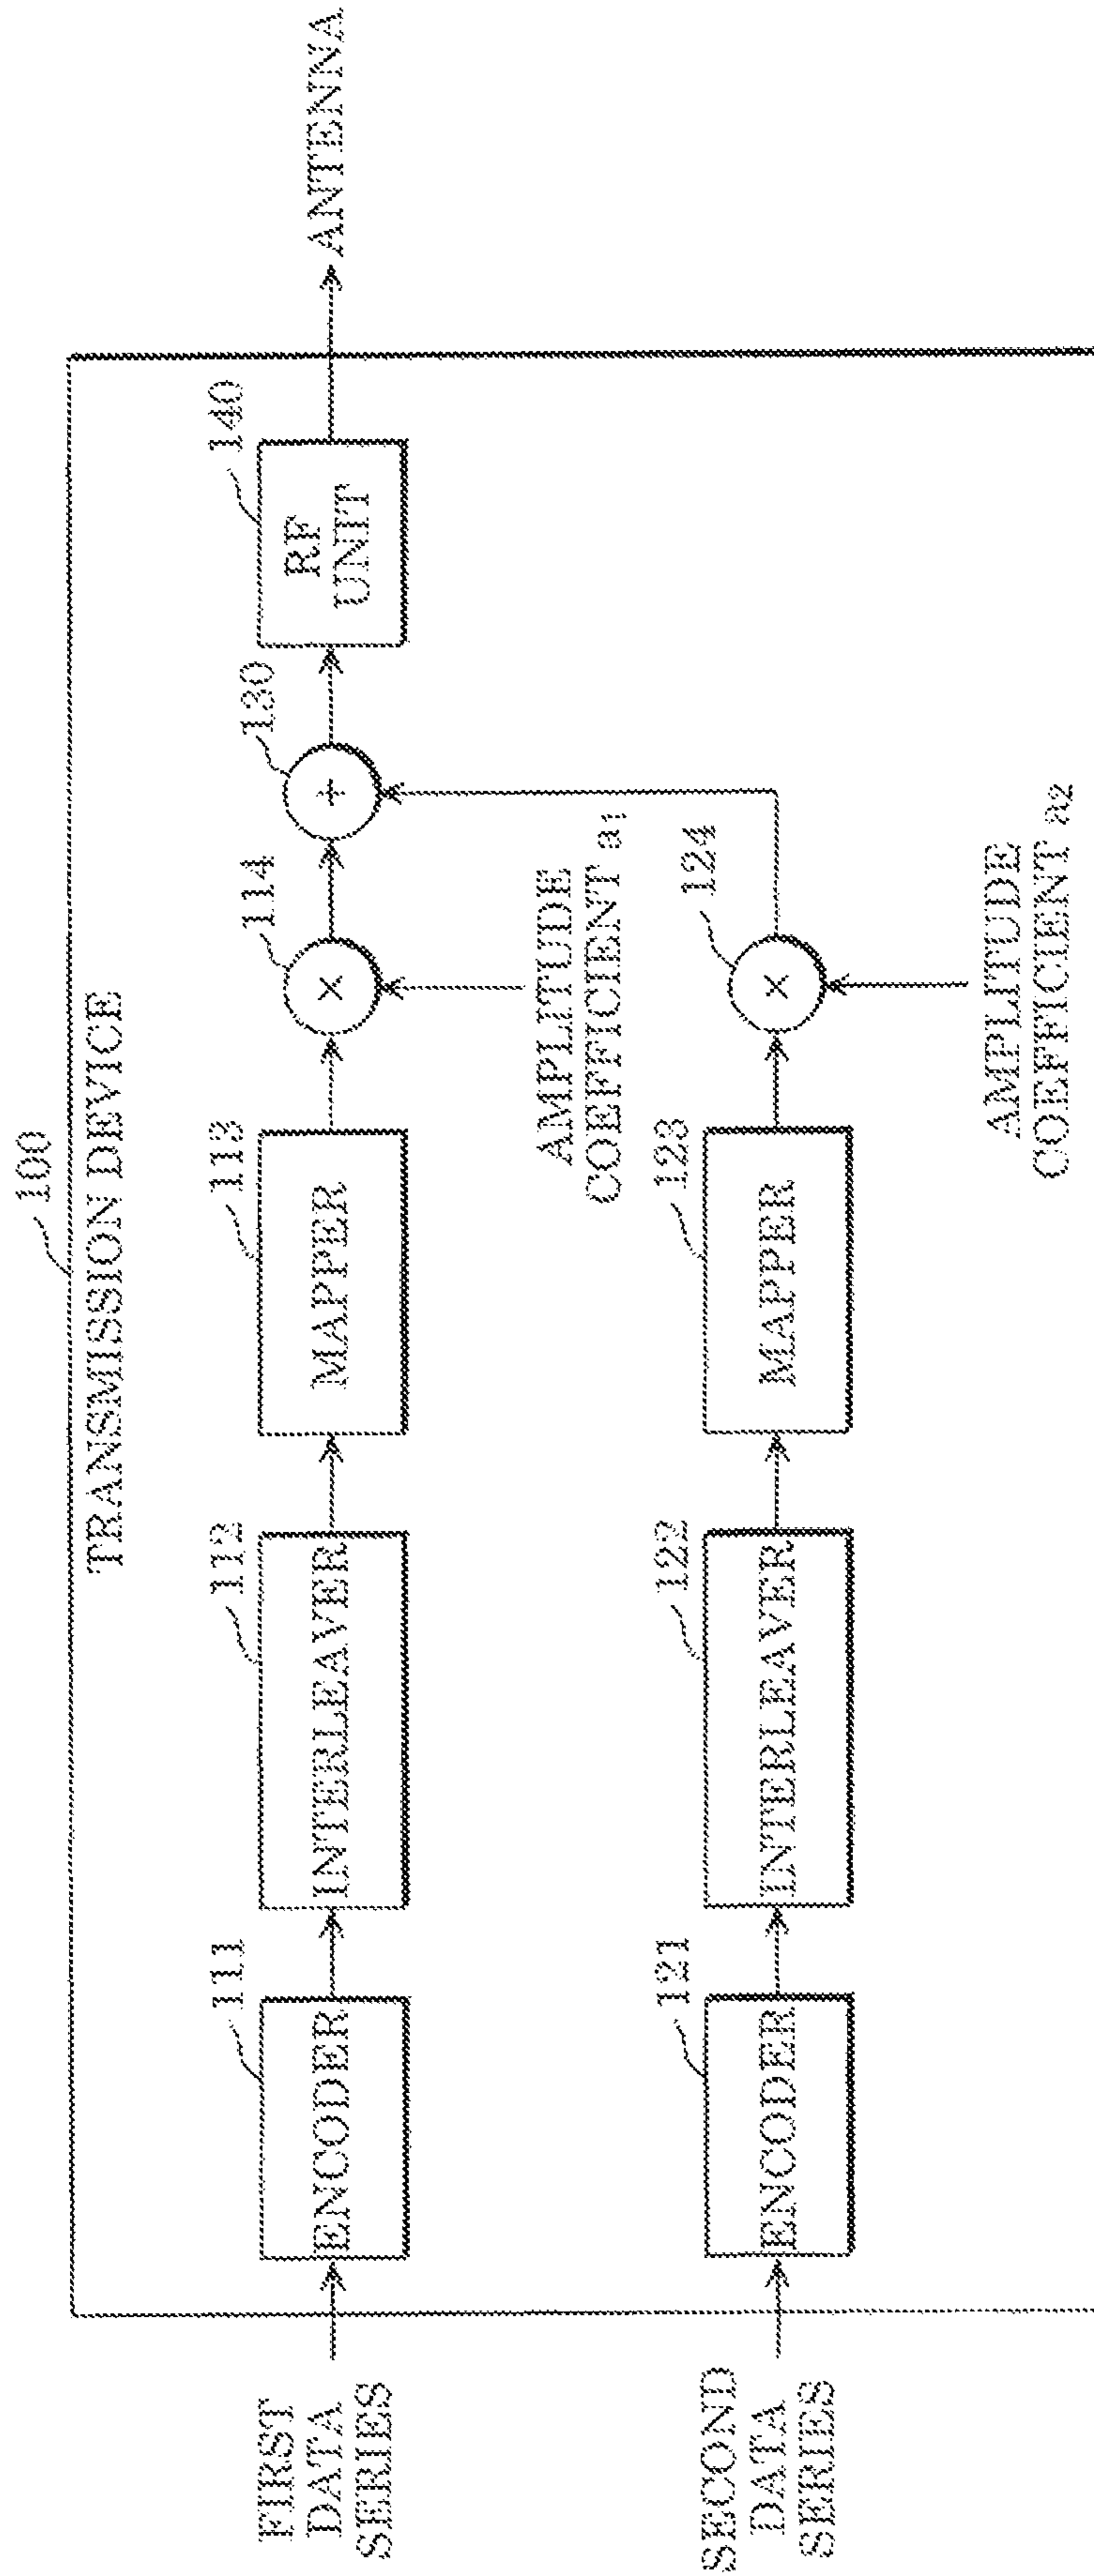 100
TRANSMISSION DEVICE
FIRST
DATA
SERIES
111
ENCODER
112
INTERLEAVER
113
MAPPER
114
×
AMPLITUDE
COEFFICIENT a1
130
+
140
RF
UNIT
ANTENNA
SECOND
DATA
SERIES
121
ENCODER
122
INTERLEAVER
123
MAPPER
124
×
AMPLITUDE
COEFFICIENT a2